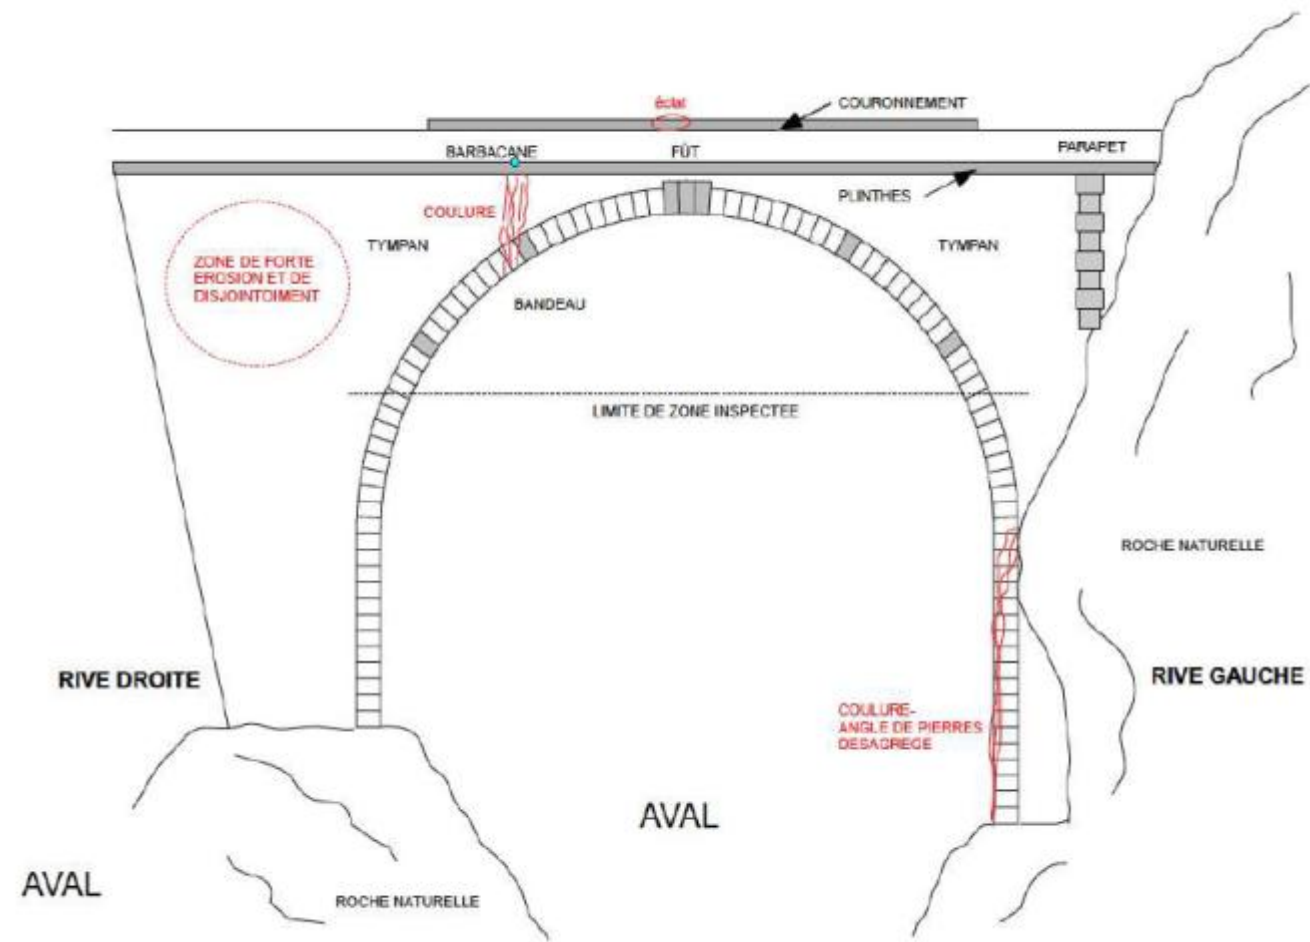 éclat
COURONNEMENT
BARBACANE
FÛT
PARAPET
PLINTHES
COULURE
TYMPAN
TYMPAN
ZONE DE FORTE
EROSION ET DE
DISJOINTOIMENT
BANDEAU
LIMITE DE ZONE INSPECTEE
ROCHE NATURELLE
RIVE DROITE
RIVE GAUCHE
COULURE-
ANGLE DE PIERRES
DESAGREGE
AVAL
AVAL
ROCHE NATURELLE